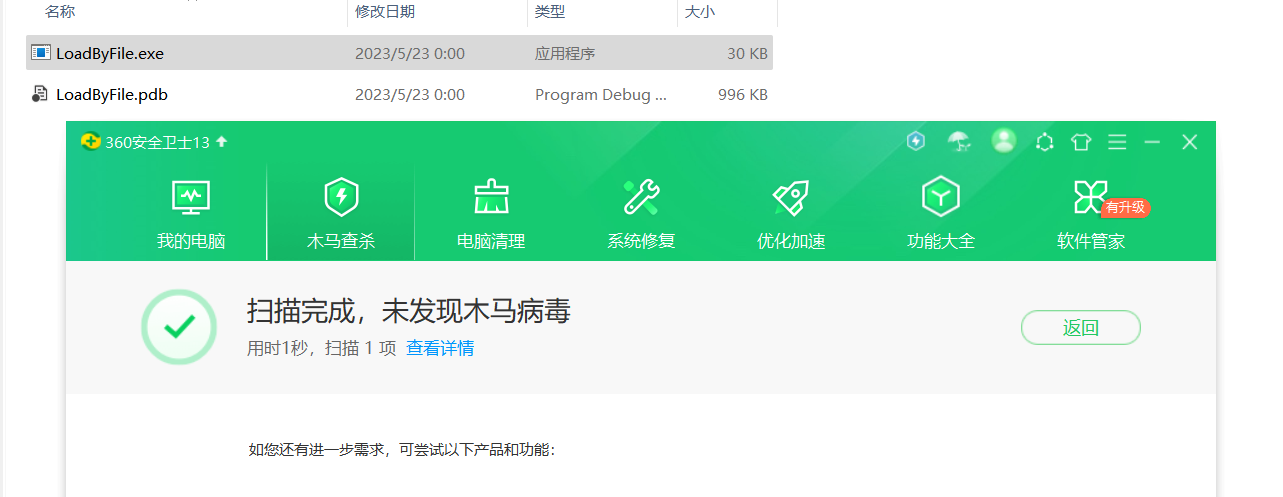 名称 修改日期 类型 大小
LoadByFile.exe 2023/5/23 0:00 应用程序 30 KB
LoadByFile.pdb 2023/5/23 0:00 Program Debug ... 996 KB
360安全卫士13
我的电脑 木马查杀 电脑清理 系统修复 优化加速 功能大全 软件管家 有升级
扫描完成，未发现木马病毒
用时1秒，扫描 1 项 查看详情
返回
如您还有进一步需求，可尝试以下产品和功能：